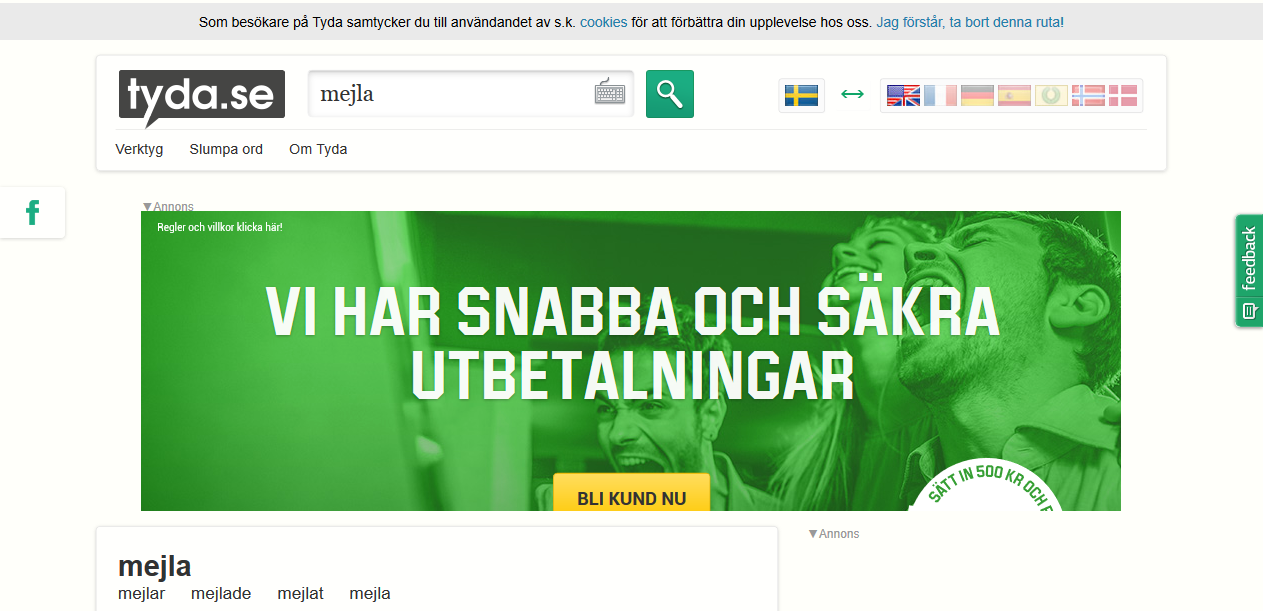 Som besökare på Tyda samtycker du till användandet av s.k. cookies för att förbättra din upplevelse hos oss. Jag förstår, ta bort denna ruta!
tyda.se
mejla
Verktyg Slumpa ord Om Tyda
f
▼Annons
Regler och villkor klicka här!
VI HAR SNABBA OCH SÄKRA
UTBETALNINGAR
BLI KUND NU
SÄTT IN 500 KR OCH
feedback
▼Annons
mejla
mejlar mejlade mejlat mejla